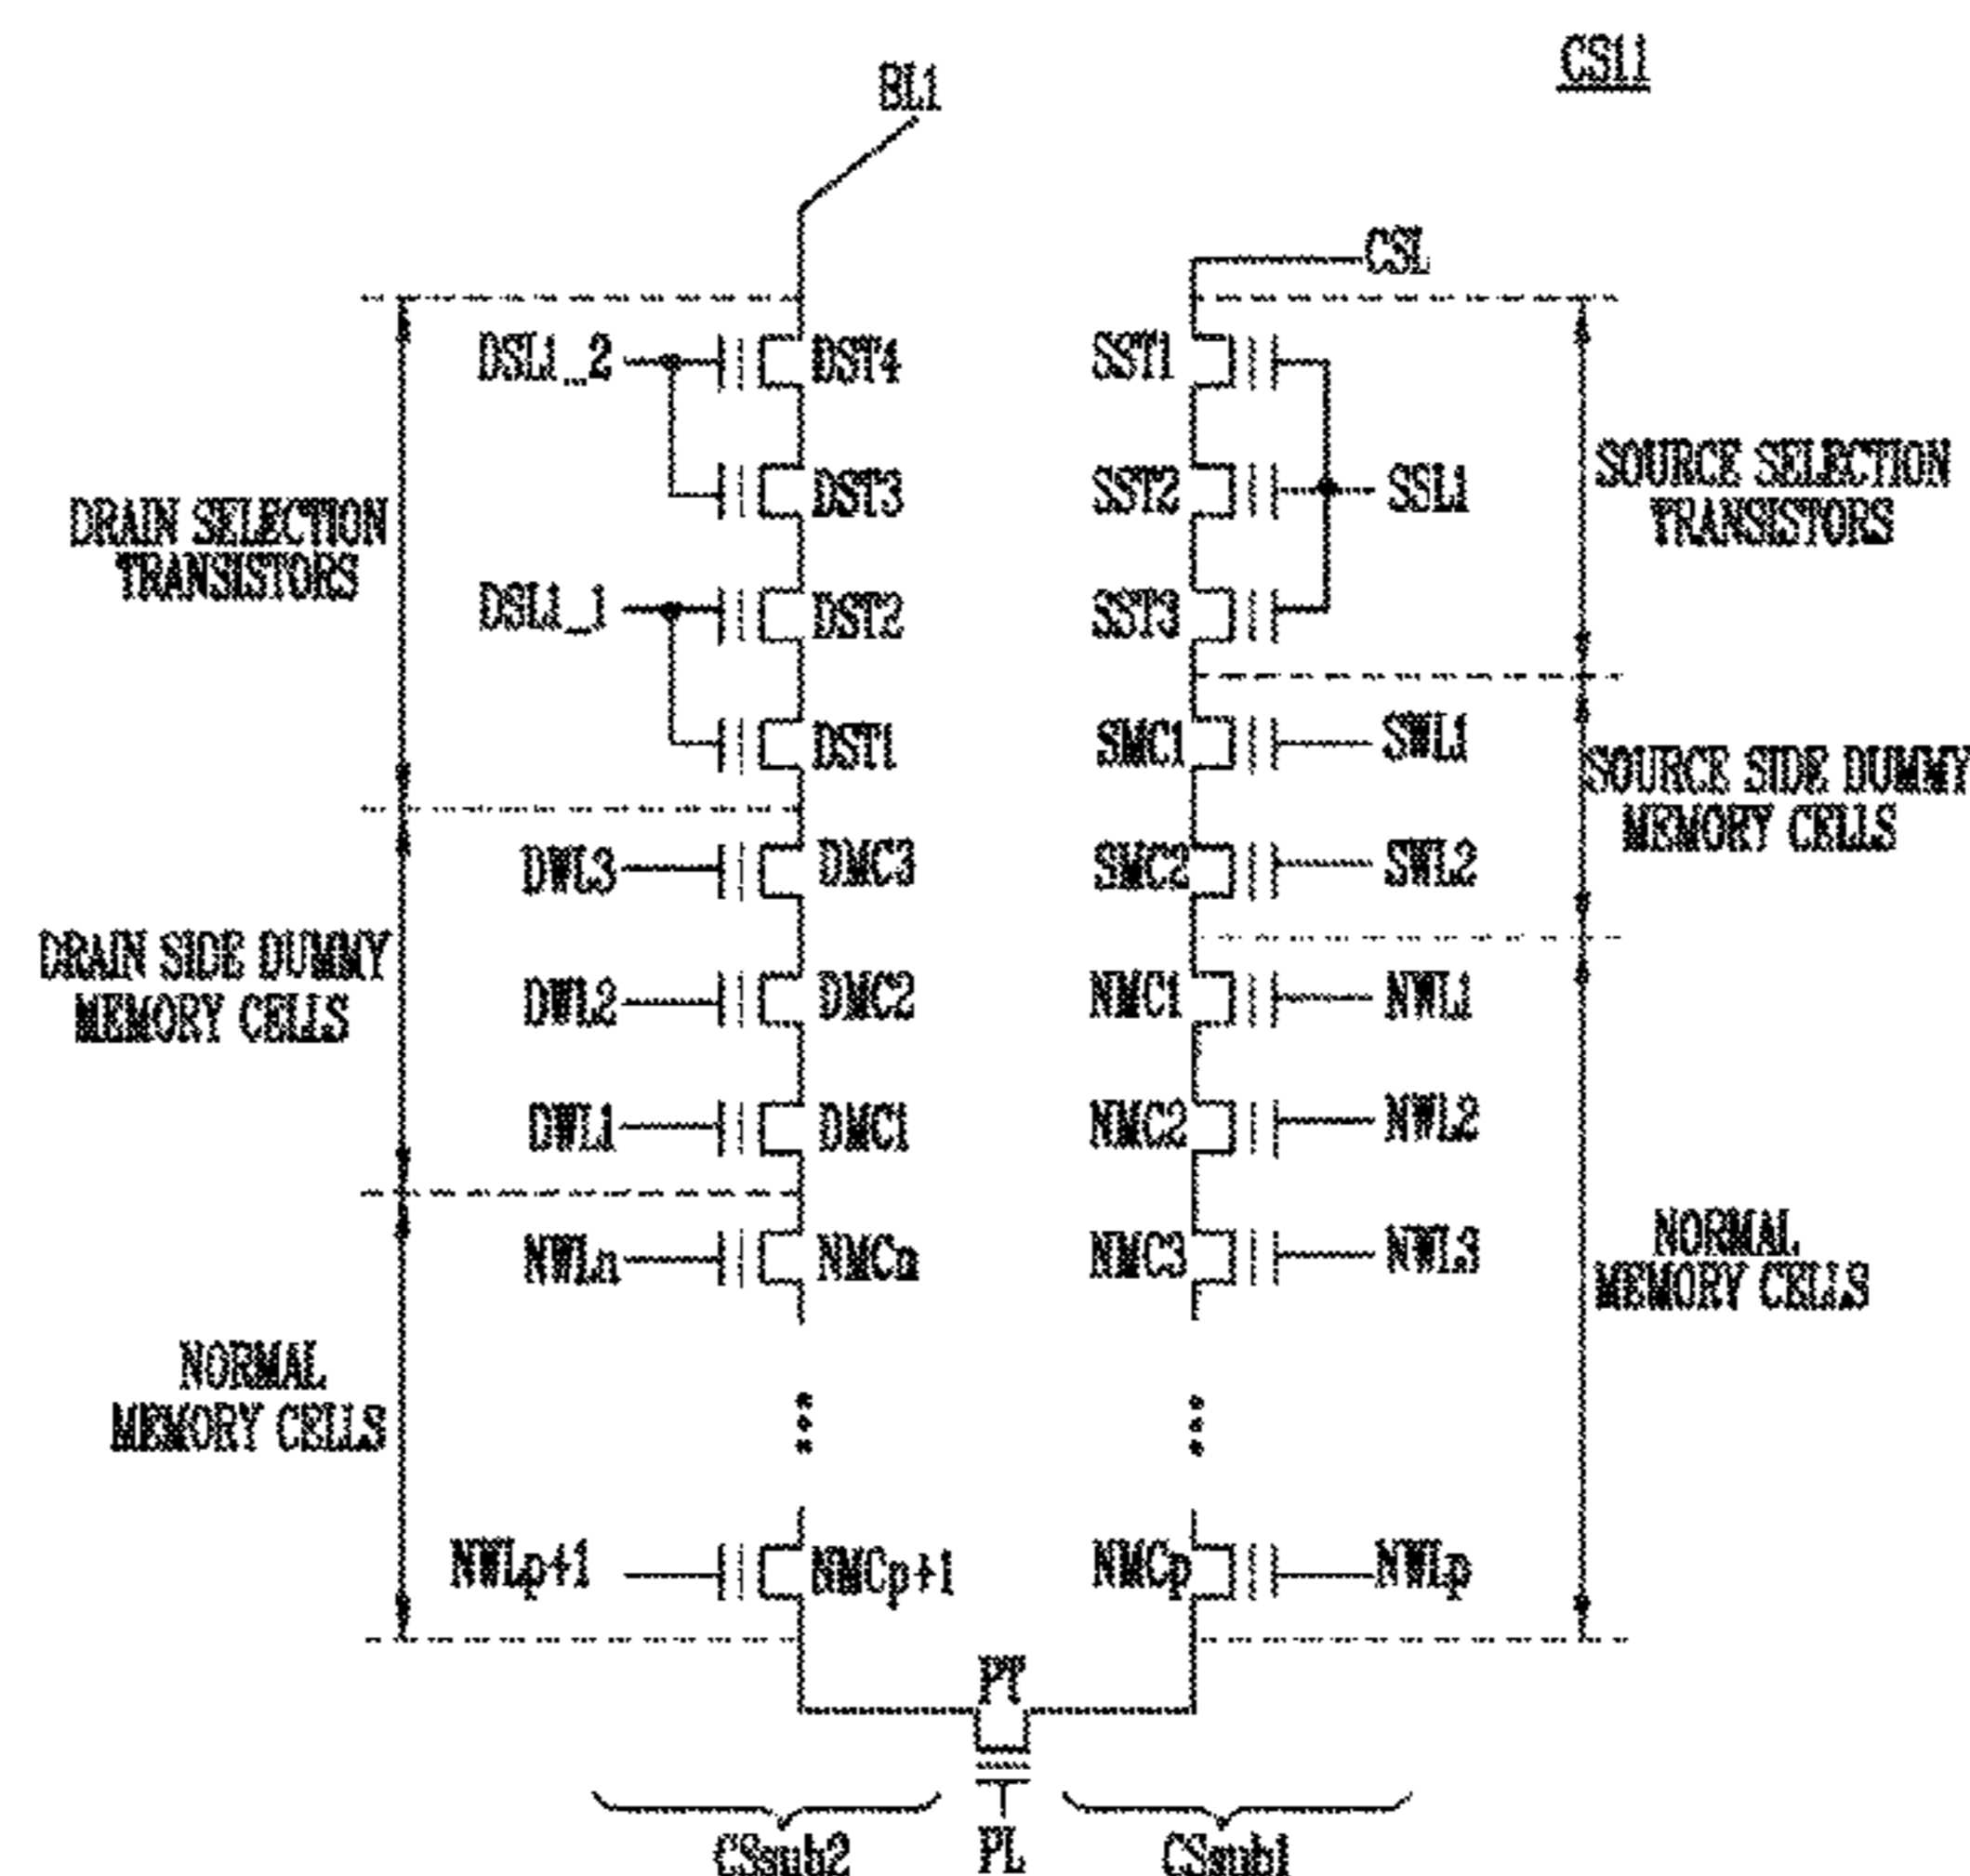 CS11
BL1
CSL
DSL1_2
DST4
SST1
DST3
SST2
SSL1
SOURCE SELECTION
TRANSISTORS
DRAIN SELECTION
TRANSISTORS
DSL1_1
DST2
SST3
DST1
SMC1
SWL1
SOURCE SIDE DUMMY
MEMORY CELLS
DWL3
DMC3
SMC2
SWL2
DRAIN SIDE DUMMY
MEMORY CELLS
DWL2
DMC2
NMC1
NWL1
DWL1
DMC1
NMC2
NWL2
NWLn
NMCn
NMC3
NWL3
NORMAL
MEMORY CELLS
NORMAL
MEMORY CELLS
NWLp+1
NMCp+1
NMCp
NWLp
PT
CSsub2
PL
CSsub1